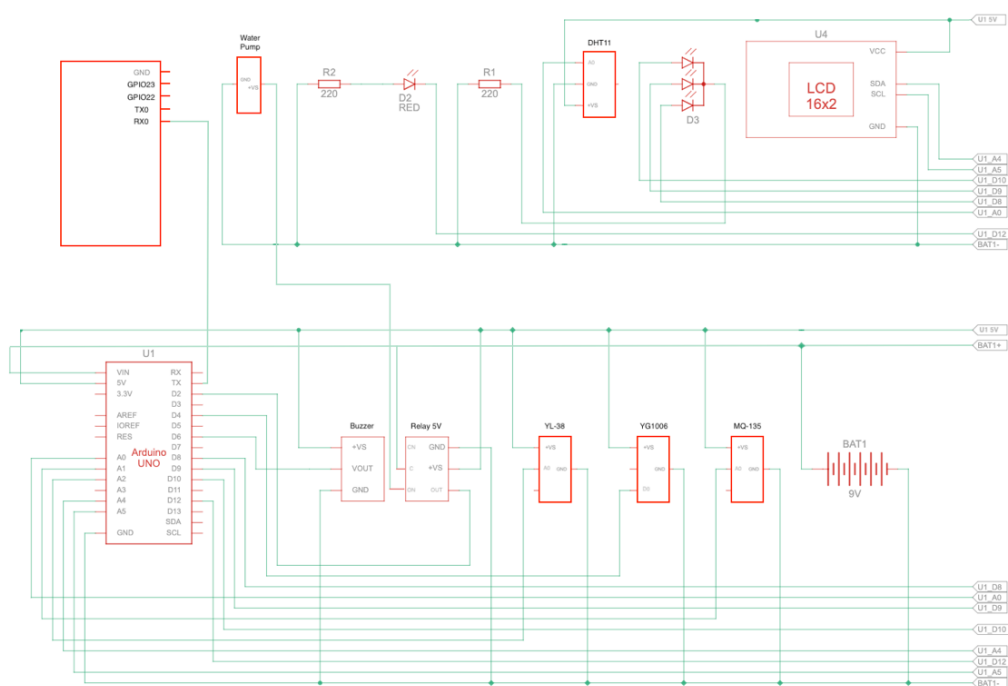 U1 5V
U4
Water
Pump
DHT11
VCC
GND
GPIO23
GPIO22
TX0
RX0
GND
+VS
R2
220
D2
RED
R1
220
A0
GND
+VS
D3
LCD
16x2
SDA
SCL
GND
U1_A4
U1_A5
U1_D10
U1_D9
U1_D8
U1_A0
U1_D12
BAT1-
U1 5V
BAT1+
U1
VIN
5V
3.3V
AREF
IOREF
RES
A0
A1
A2
A3
A4
A5
GND
Arduino
UNO
RX
TX
D2
D3
D4
D5
D6
D7
D8
D9
D10
D11
D12
D13
SDA
SCL
Buzzer
+VS
VOUT
GND
Relay 5V
CN
C
ON
GND
+VS
OUT
YL-38
+VS
GND
YG1006
+VS
GND
D0
MQ-135
+VS
GND
BAT1
9V
U1_D8
U1_A0
U1_D9
U1_D10
U1_A4
U1_D12
U1_A5
BAT1-